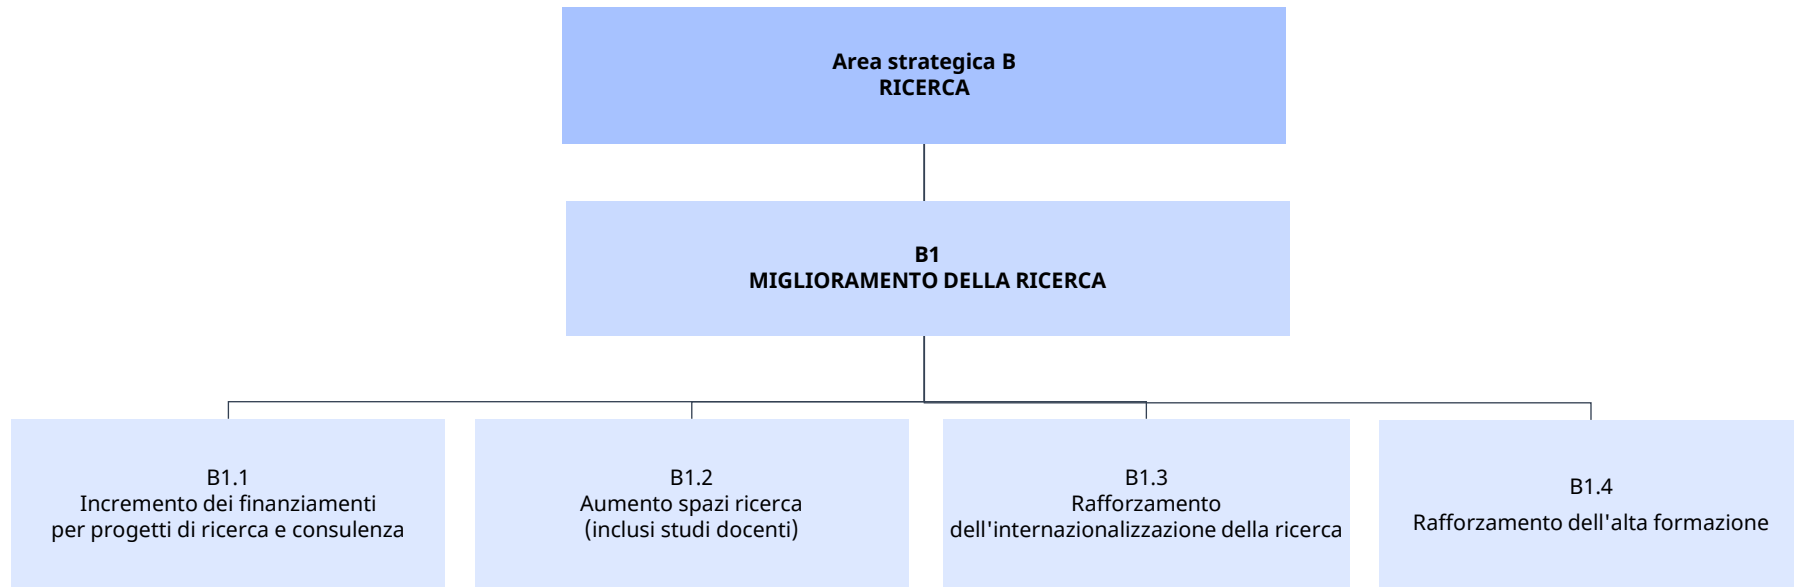 Area strategica B
RICERCA
B1
MIGLIORAMENTO DELLA RICERCA
B1.1
Incremento dei finanziamenti
per progetti di ricerca e consulenza
B1.2
Aumento spazi ricerca
(inclusi studi docenti)
B1.3
Rafforzamento
dell'internazionalizzazione della ricerca
B1.4
Rafforzamento dell'alta formazione